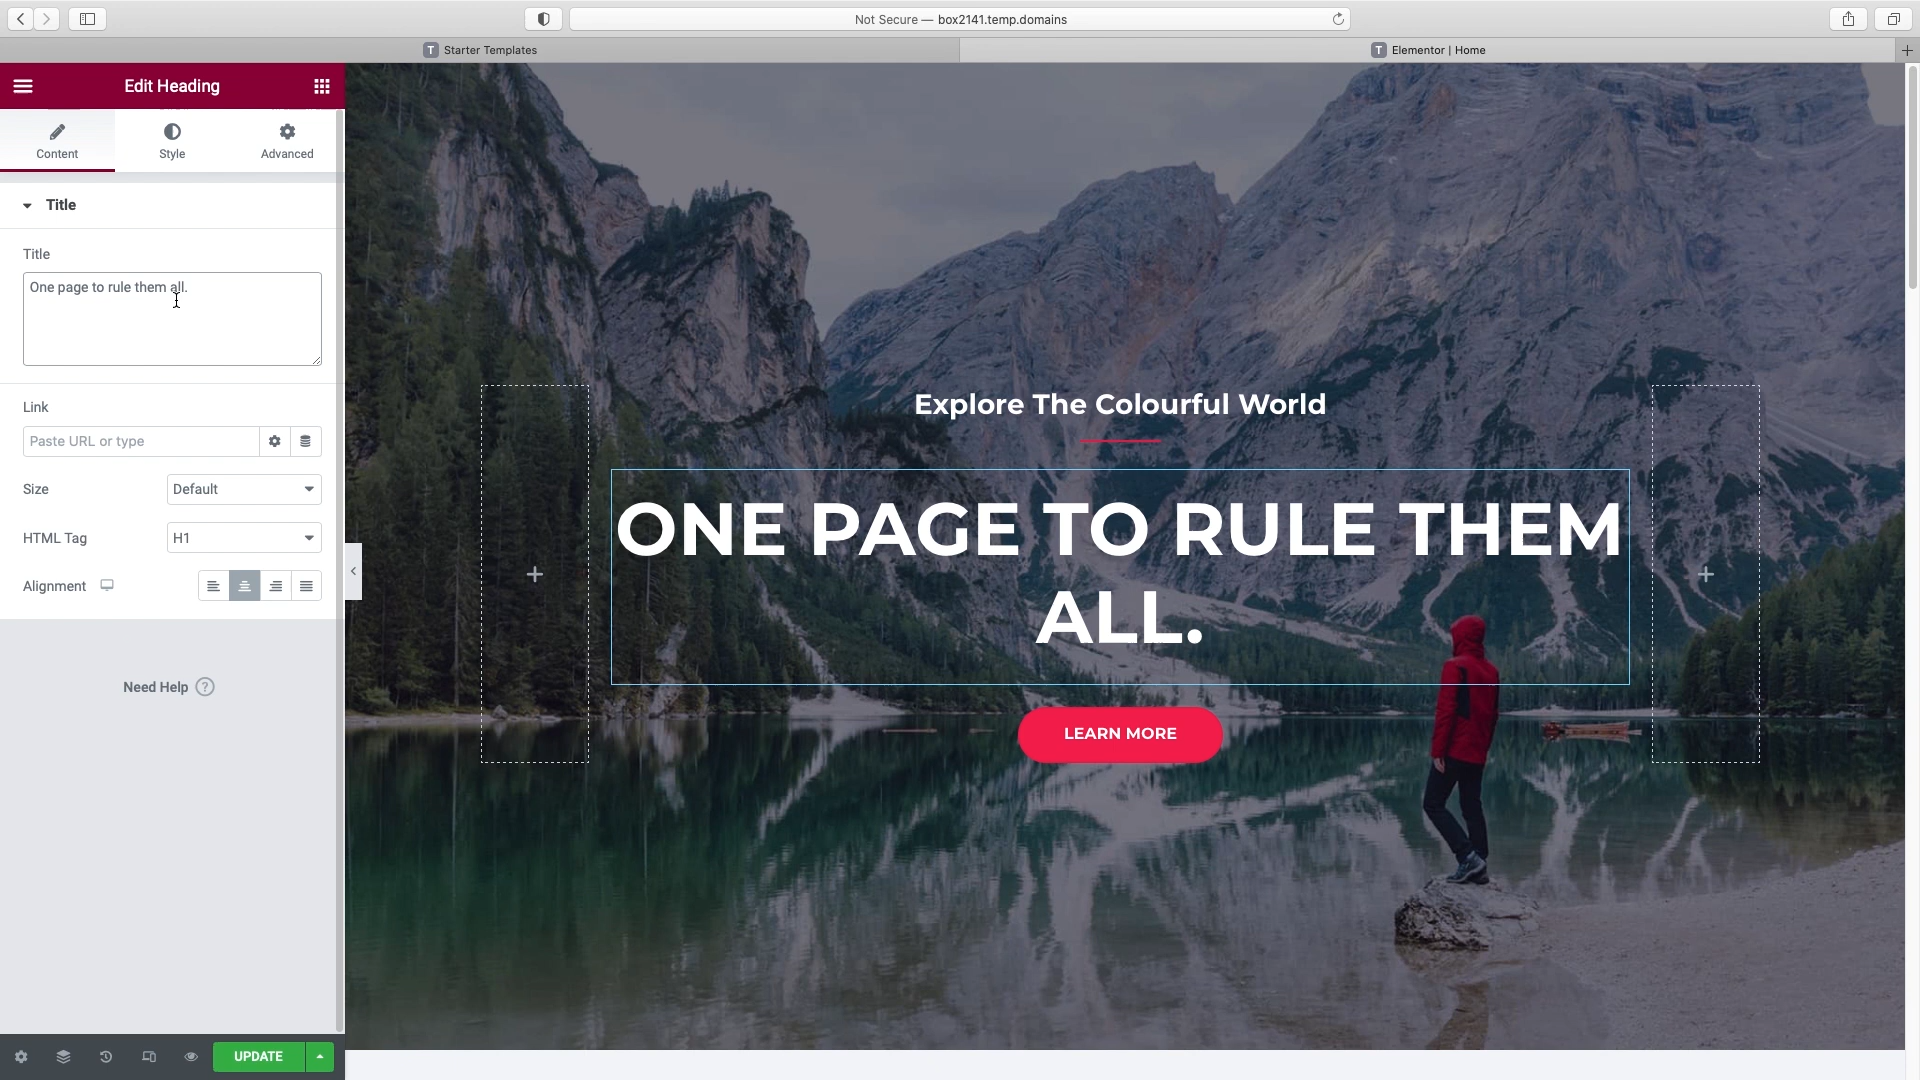 Not Secure — box2141.temp.domains
T Starter Templates
T Elementor | Home
Edit Heading
Content
Style
Advanced
Title
Title
One page to rule them all.
Link
Paste URL or type
Size
Default
HTML Tag
H1
Alignment
Need Help ?
UPDATE
Explore The Colourful World
ONE PAGE TO RULE THEM
ALL.
LEARN MORE